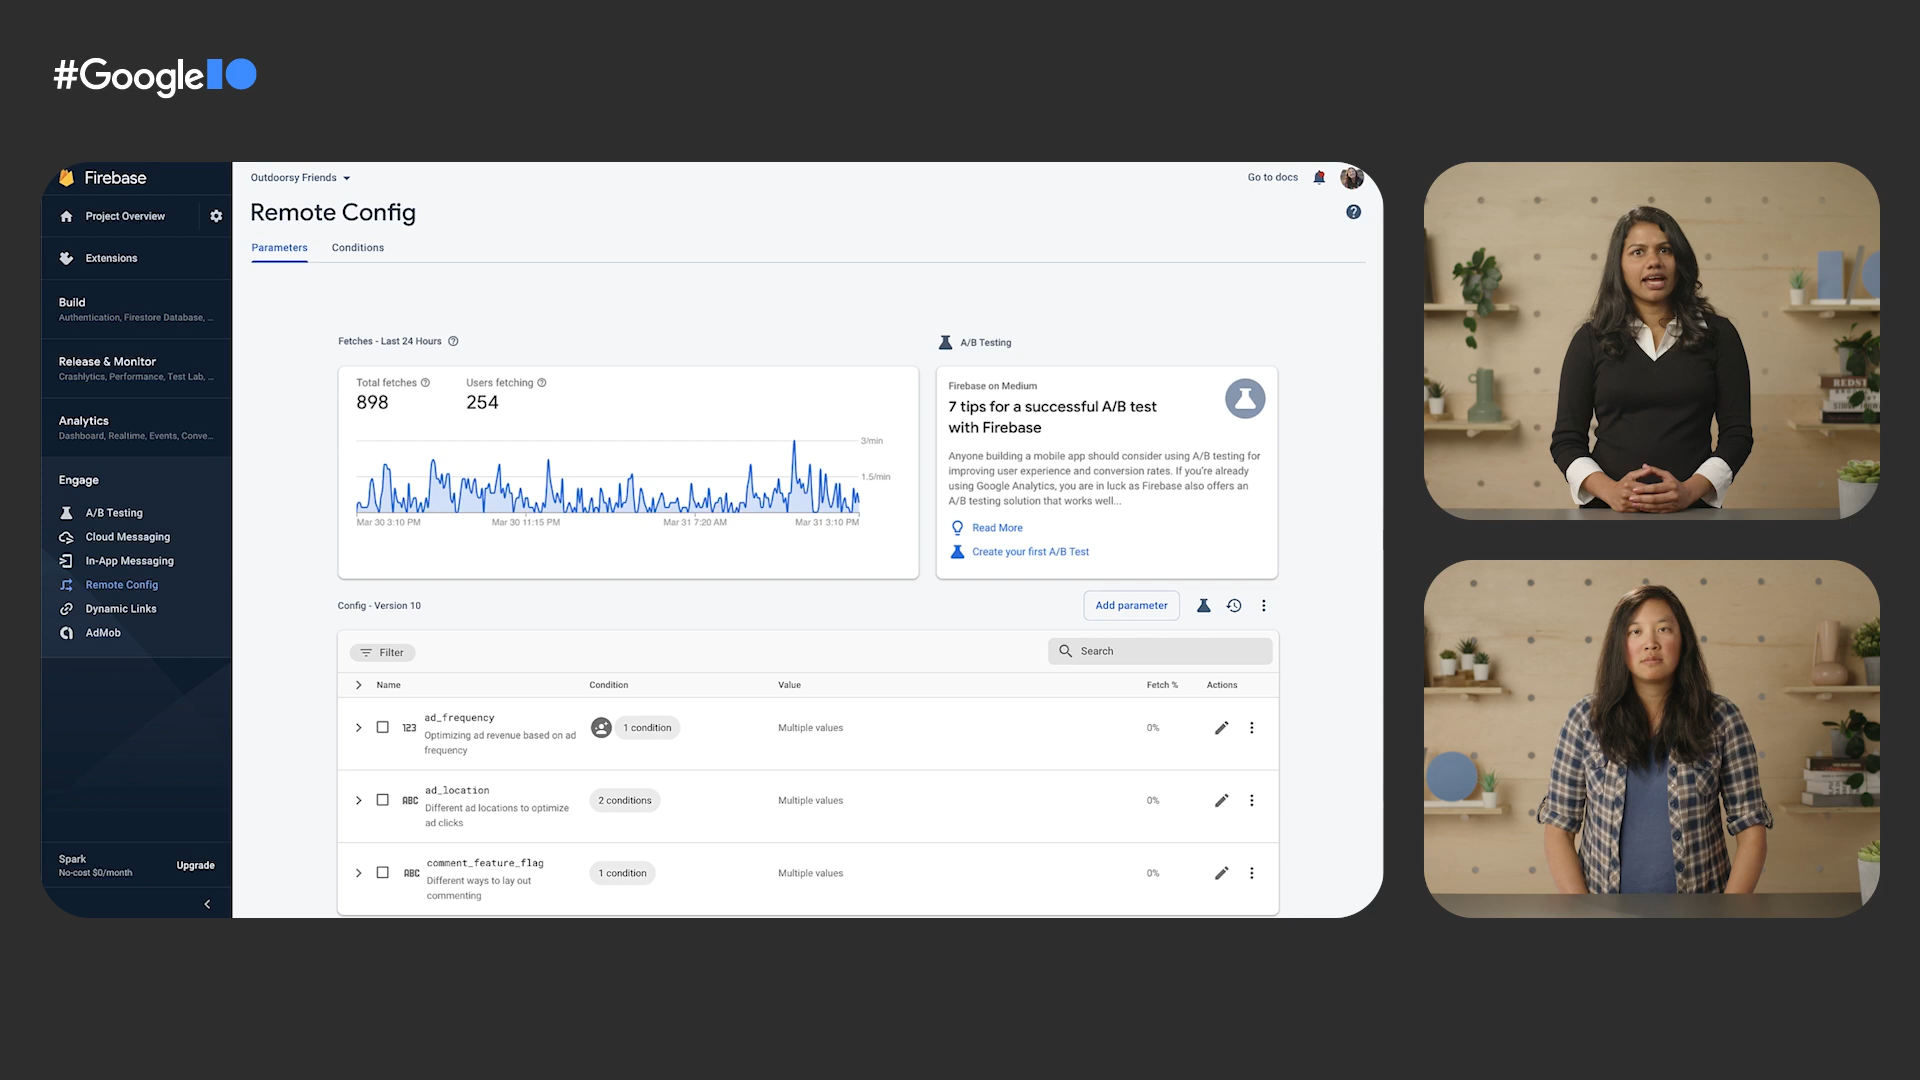 #GoogleIO
Firebase
Project Overview
Extensions
Build
Authentication, Firestore Database, ...
Release & Monitor
Crashlytics, Performance, Test Lab, ...
Analytics
Dashboard, Realtime, Events, Conve...
Engage
A/B Testing
Cloud Messaging
In-App Messaging
Remote Config
Dynamic Links
AdMob
Spark
No-cost $0/month
Upgrade
Outdoorsy Friends
Go to docs
Remote Config
Parameters
Conditions
Fetches - Last 24 Hours
Total fetches
898
Users fetching
254
3/min
1.5/min
Mar 30 3:10 PM
Mar 30 11:15 PM
Mar 31 7:20 AM
Mar 31 3:10 PM
A/B Testing
Firebase on Medium
7 tips for a successful A/B test
with Firebase
Anyone building a mobile app should consider using A/B testing for
improving user experience and conversion rates. If you're already
using Google Analytics, you are in luck as Firebase also offers an
A/B testing solution that works well...
Read More
Create your first A/B Test
Config - Version 10
Add parameter
Filter
Search
Name
Condition
Value
Fetch %
Actions
123
ad_frequency
Optimizing ad revenue based on ad
frequency
1 condition
Multiple values
0%
ABC
ad_location
Different ad locations to optimize
ad clicks
2 conditions
Multiple values
0%
ABC
comment_feature_flag
Different ways to lay out
commenting
1 condition
Multiple values
0%
I/O